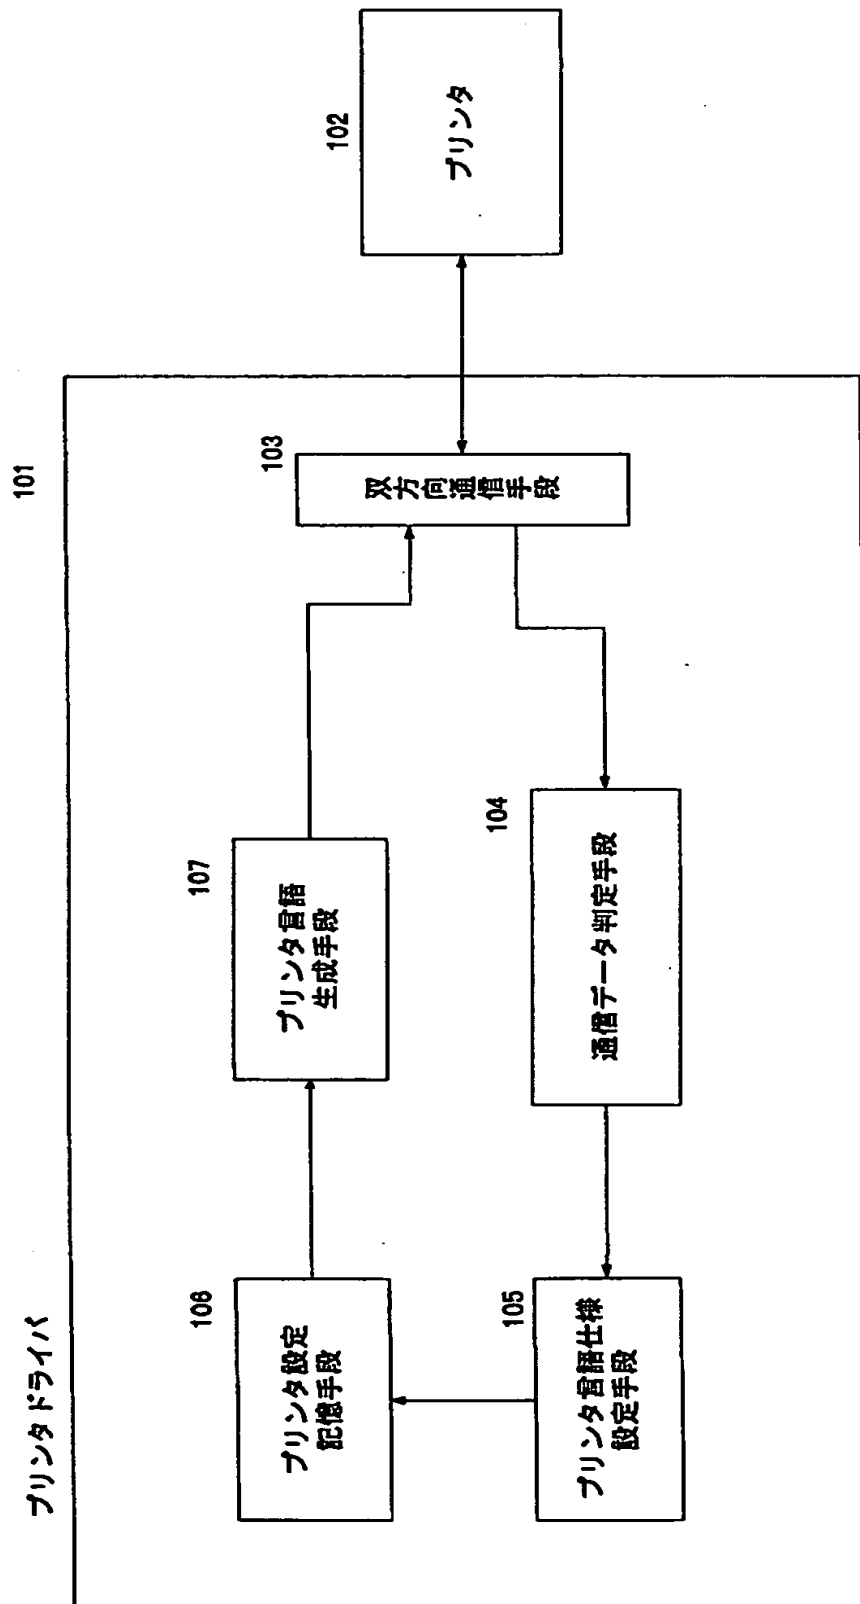 プリンタドライバ
101
106
プリンタ設定
記憶手段
107
プリンタ言語
生成手段
103
双方向通信手段
102
プリンタ
105
プリンタ言語仕様
設定手段
104
通信データ判定手段